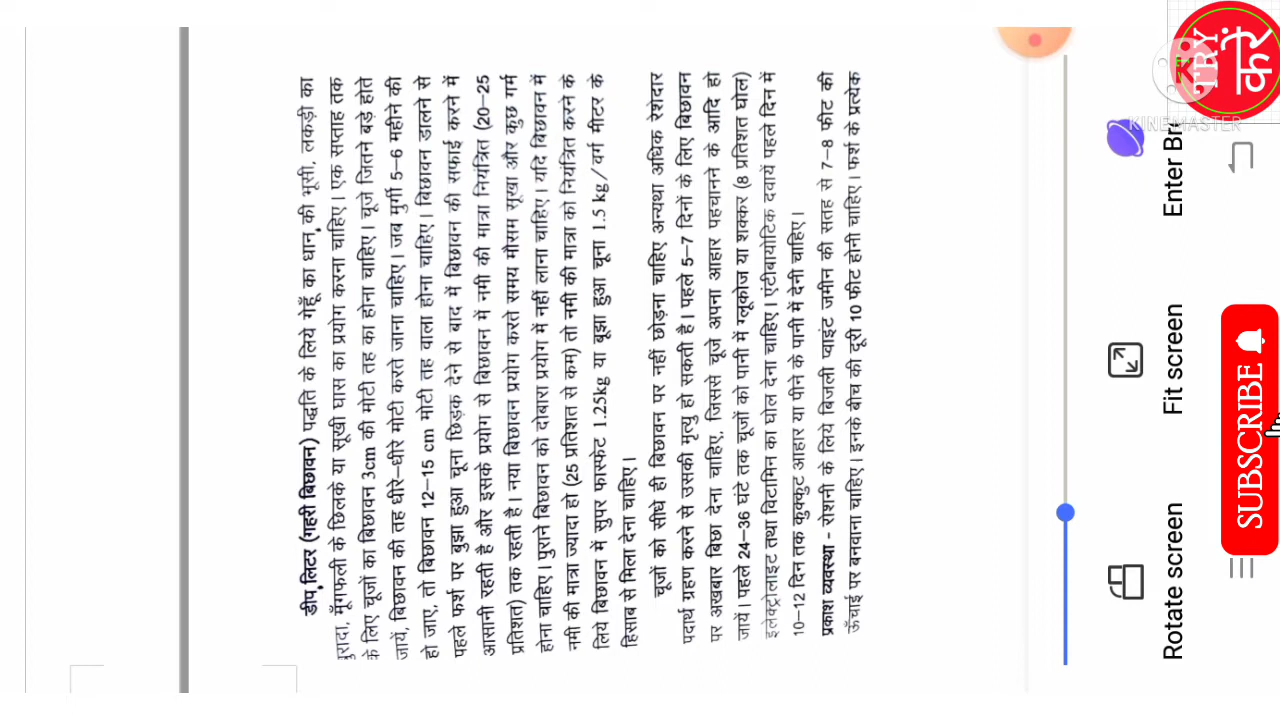 डीप लिटर (गहरी बिछावन) पद्धति के लिये गेहूँ का धान की भूसी, लकड़ी का
बुरादा, मूँगफली के छिलके या सूखी घास का प्रयोग करना चाहिए। एक सप्ताह तक
के लिए चूजों का बिछावन 3cm की मोटी तह का होना चाहिए। चूजे जितने बड़े होते
जायें, बिछावन की तह धीरे–धीरे मोटी करते जाना चाहिए। जब मुर्गी 5–6 महीने की
हो जाए, तो बिछावन 12–15 cm मोटी तह वाला होना चाहिए। बिछावन डालने से
पहले फर्श पर बुझा हुआ चूना छिड़क देने से बाद में बिछावन की सफाई करने में
आसानी रहती है और इसके प्रयोग से बिछावन में नमी की मात्रा नियंत्रित (20–25
प्रतिशत) तक रहती है। नया बिछावन प्रयोग करते समय मौसम सूखा और कुछ गर्म
होना चाहिए। पुराने बिछावन को दोबारा प्रयोग में नहीं लाना चाहिए। यदि बिछावन में
नमी की मात्रा ज्यादा हो (25 प्रतिशत से कम) तो नमी की मात्रा को नियंत्रित करने के
लिये बिछावन में सुपर फास्फेट 1.25kg या बूझा हुआ चूना 1.5 kg/वर्ग मीटर के
हिसाब से मिला देना चाहिए।
चूजों को सीधे ही बिछावन पर नहीं छोड़ना चाहिए अन्यथा अधिक रेशेदार
पदार्थ ग्रहण करने से उसकी मृत्यु हो सकती है। पहले 5–7 दिनों के लिए बिछावन
पर अखबार बिछा देना चाहिए, जिससे चूजे अपना आहार पहचानने के आदि हो
जायें। पहले 24–36 घंटे तक चूजों को पानी में ग्लूकोज या शक्कर (8 प्रतिशत घोल)
इलेक्ट्रोलाइट तथा विटामिन का घोल देना चाहिए। एंटीबायोटिक दवायें पहले दिन में
10–12 दिन तक कुक्कुट आहार या पीने के पानी में देनी चाहिए।
प्रकाश व्यवस्था - रोशनी के लिये बिजली प्वाइंट जमीन की सतह से 7–8 फीट की
ऊँचाई पर बनवाना चाहिए। इनके बीच की दूरी 10 फीट होनी चाहिए। फर्श के प्रत्येक
Rotate screen
Fit screen
Enter Br
SUBSCRIBE
TRY
करें
KINEMASTER